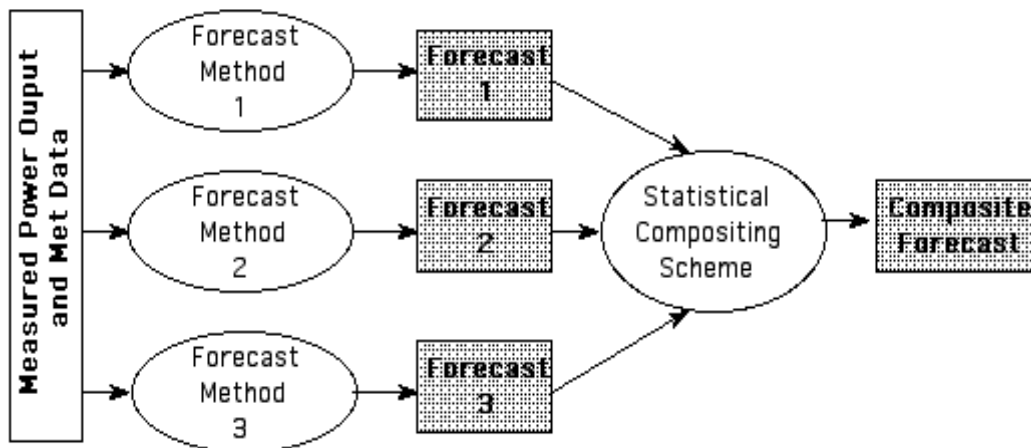 Measured Power Ouput
and Met Data
Forecast
Method
1
Forecast
1
Forecast
Method
2
Forecast
2
Forecast
Method
3
Forecast
3
Statistical
Compositing
Scheme
Composite
Forecast